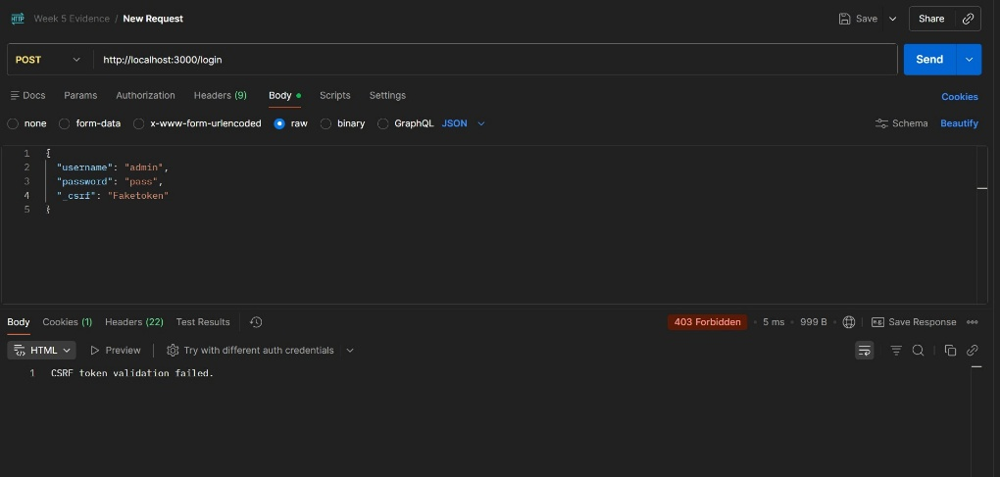 HTTP Week 5 Evidence / New Request Save Share
POST http://localhost:3000/login Send
Docs Params Authorization Headers (9) Body Scripts Settings Cookies
none form-data x-www-form-urlencoded raw binary GraphQL JSON Schema Beautify
1 {
2 "username": "admin",
3 "password": "pass",
4 "_csrf": "Faketoken"
5 }
Body Cookies (1) Headers (22) Test Results 403 Forbidden • 5 ms • 999 B • e.g. Save Response
HTML Preview Try with different auth credentials
1 CSRF token validation failed.